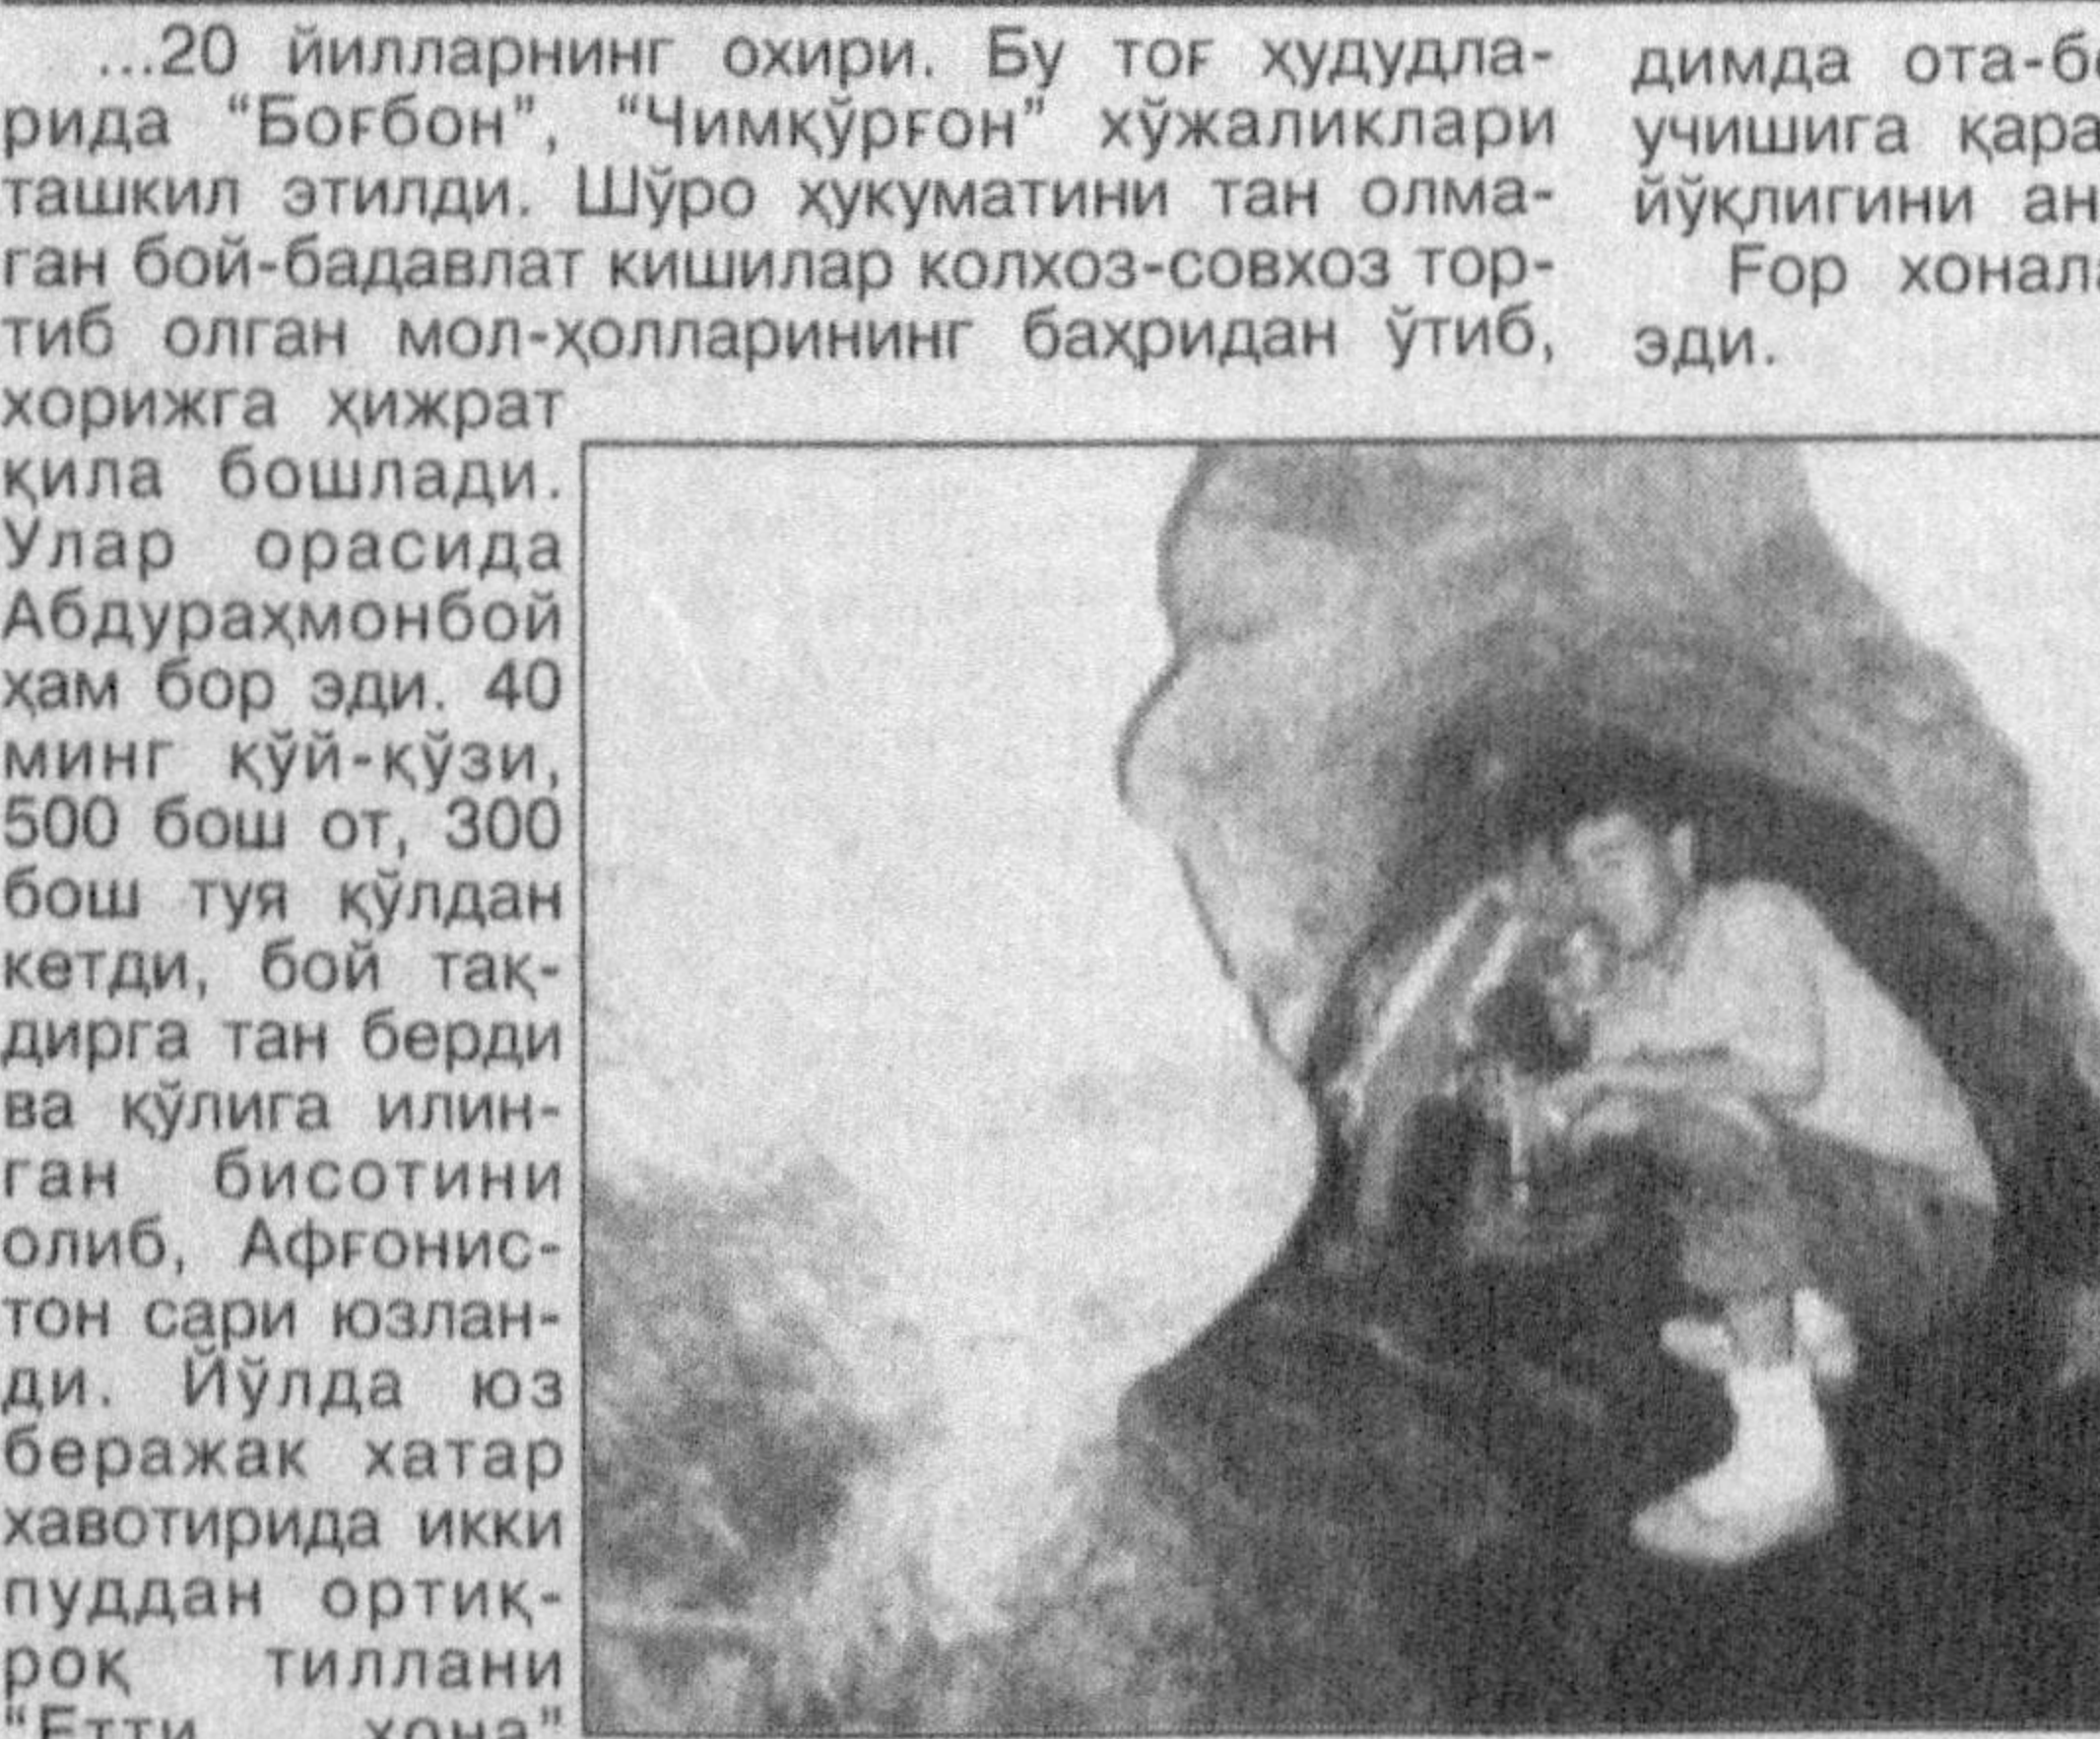 ...20 йилларнинг охири. Бу тоғ ҳудудла-
рида “Боғбон”, “Чимқўрғон” хўжаликлари
ташкил этилди. Шўро ҳукуматини тан олма-
ган бой-бадавлат кишилар колхоз-совхоз тор-
тиб олган мол-ҳолларининг баҳридан ўтиб,
хорижга ҳижрат
қила бошлади.
Улар орасида
Абдураҳмонбой
ҳам бор эди. 40
минг қўй-қўзи,
500 бош от, 300
бош туя қўлдан
кетди, бой тақ-
дирга тан берди
ва қўлига илин-
ган бисотини
олиб, Афғонис-
тон сари юзлан-
ди. Йўлда юз
беражак хатар
хавотирида икки
пуддан ортиқ-
роқ тиллани
“Етти хона”
димда ота-б
учишига қара
йўқлигини ан
Ғор хонала
эди.